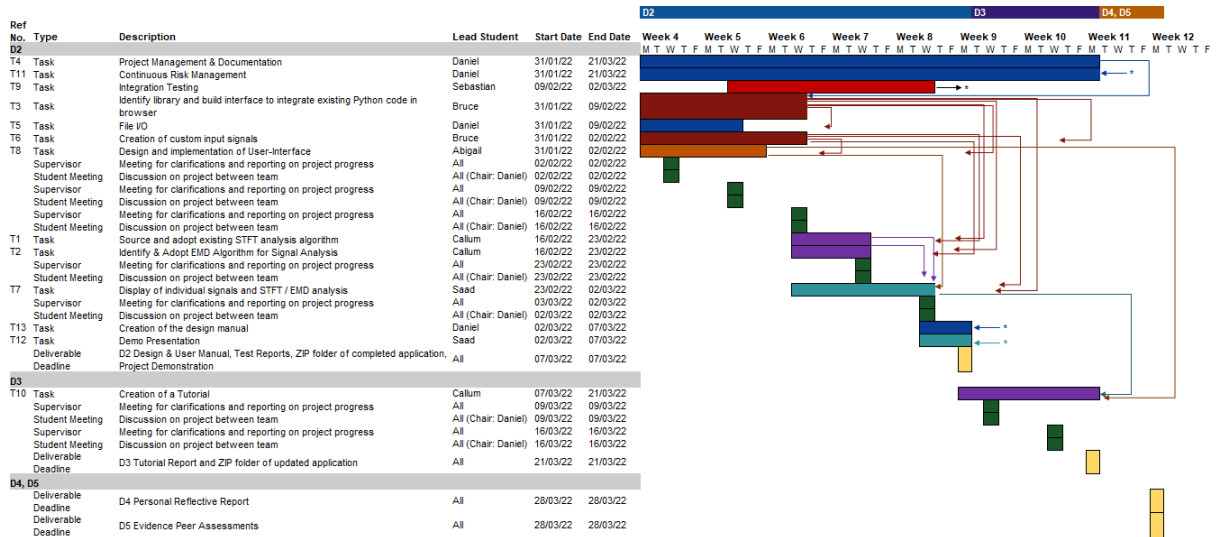 D2 D3 D4, D5
Ref
No. Type Description Lead Student Start Date End Date Week 4 Week 5 Week 6 Week 7 Week 8 Week 9 Week 10 Week 11 Week 12
D2 M T W T F M T W T F M T W T F M T W T F M T W T F M T W T F M T W T F M T W T F M T W T F
T4 Task Project Management & Documentation Daniel 31/01/22 21/03/22
T11 Task Continuous Risk Management Daniel 31/01/22 21/03/22 *
T9 Task Integration Testing Sebastian 09/02/22 02/03/22 *
T3 Task Identify library and build interface to integrate existing Python code in Bruce 31/01/22 09/02/22
browser
T5 Task File I/O Daniel 31/01/22 09/02/22
T6 Task Creation of custom input signals Bruce 31/01/22 02/02/22
T8 Task Design and implementation of User-Interface Abigail 31/01/22 02/02/22
Supervisor Meeting for clarifications and reporting on project progress All 02/02/22 02/02/22
Student Meeting Discussion on project between team All (Chair: Daniel) 02/02/22 02/02/22
Supervisor Meeting for clarifications and reporting on project progress All 09/02/22 09/02/22
Student Meeting Discussion on project between team All (Chair: Daniel) 09/02/22 09/02/22
Supervisor Meeting for clarifications and reporting on project progress All 16/02/22 16/02/22
Student Meeting Discussion on project between team All (Chair: Daniel) 16/02/22 16/02/22
T1 Task Source and adopt existing STFT analysis algorithm Callum 16/02/22 23/02/22
T2 Task Identify & Adopt EMD Algorithm for Signal Analysis Callum 16/02/22 23/02/22
Supervisor Meeting for clarifications and reporting on project progress All 23/02/22 23/02/22
Student Meeting Discussion on project between team All (Chair: Daniel) 23/02/22 23/02/22
T7 Task Display of individual signals and STFT / EMD analysis Saad 23/02/22 02/03/22
Supervisor Meeting for clarifications and reporting on project progress All 03/03/22 02/03/22
Student Meeting Discussion on project between team All (Chair: Daniel) 02/03/22 02/03/22
T13 Task Creation of the design manual Daniel 02/03/22 07/03/22 *
T12 Task Demo Presentation Saad 02/03/22 07/03/22 *
Deliverable D2 Design & User Manual, Test Reports, ZIP folder of completed application, All 07/03/22 07/03/22
Deadline Project Demonstration
D3
T10 Task Creation of a Tutorial Callum 07/03/22 21/03/22
Supervisor Meeting for clarifications and reporting on project progress All 09/03/22 09/03/22
Student Meeting Discussion on project between team All (Chair: Daniel) 09/03/22 09/03/22
Supervisor Meeting for clarifications and reporting on project progress All 16/03/22 16/03/22
Student Meeting Discussion on project between team All (Chair: Daniel) 16/03/22 16/03/22
Deliverable D3 Tutorial Report and ZIP folder of updated application All 21/03/22 21/03/22
Deadline
D4, D5
Deliverable D4 Personal Reflective Report All 28/03/22 28/03/22
Deadline
Deliverable D5 Evidence Peer Assessments All 28/03/22 28/03/22
Deadline